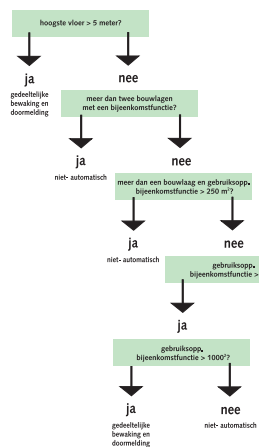 hoogste vloer > 5 meter?
ja
nee
gedeeltelijke
bewaking en
doormelding
meer dan twee bouwlagen
met een bijeenkomstfunctie?
ja
nee
niet- automatisch
meer dan een bouwlaag en gebruiksopp.
bijeenkomstfunctie > 250 m²?
ja
nee
niet- automatisch
gebruiksopp.
bijeenkomstfunctie >
ja
gebruiksopp.
bijeenkomstfunctie > 1000²?
ja
nee
gedeeltelijke
bewaking en
doormelding
niet- automatisch